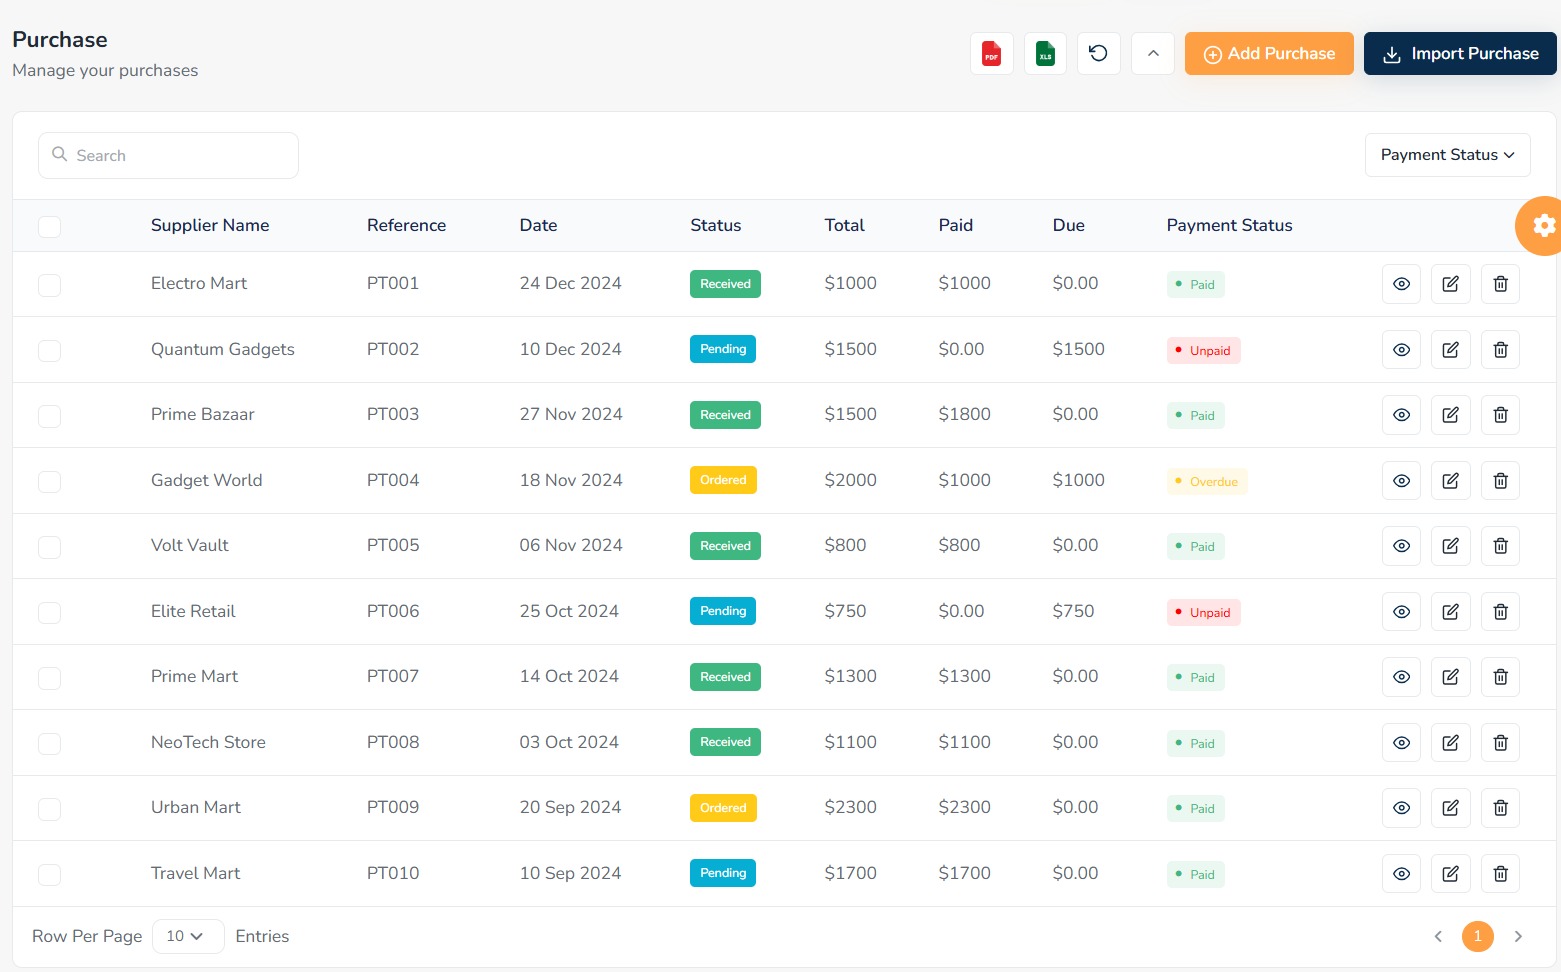 Purchase
Manage your purchases
PDF
XLS
Add Purchase
Import Purchase
Search
Payment Status
Supplier Name Reference Date Status Total Paid Due Payment Status
Electro Mart PT001 24 Dec 2024 Received $1000 $1000 $0.00 Paid
Quantum Gadgets PT002 10 Dec 2024 Pending $1500 $0.00 $1500 Unpaid
Prime Bazaar PT003 27 Nov 2024 Received $1500 $1800 $0.00 Paid
Gadget World PT004 18 Nov 2024 Ordered $2000 $1000 $1000 Overdue
Volt Vault PT005 06 Nov 2024 Received $800 $800 $0.00 Paid
Elite Retail PT006 25 Oct 2024 Pending $750 $0.00 $750 Unpaid
Prime Mart PT007 14 Oct 2024 Received $1300 $1300 $0.00 Paid
NeoTech Store PT008 03 Oct 2024 Received $1100 $1100 $0.00 Paid
Urban Mart PT009 20 Sep 2024 Ordered $2300 $2300 $0.00 Paid
Travel Mart PT010 10 Sep 2024 Pending $1700 $1700 $0.00 Paid
Row Per Page 10 Entries
1